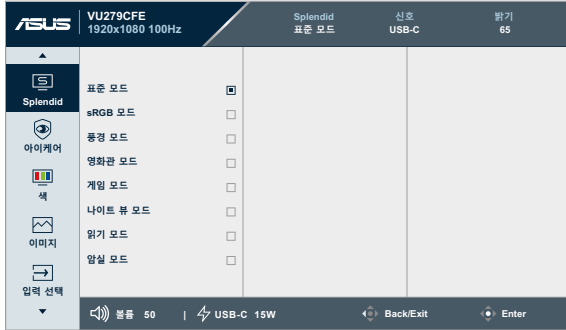 ASUS
VU279CFE
1920x1080 100Hz
Splendid
표준 모드
신호
USB-C
밝기
65
Splendid
아이케어
색
이미지
입력 선택
표준 모드
sRGB 모드
풍경 모드
영화관 모드
게임 모드
나이트 뷰 모드
읽기 모드
암실 모드
볼륨 50 | USB-C 15W
Back/Exit
Enter